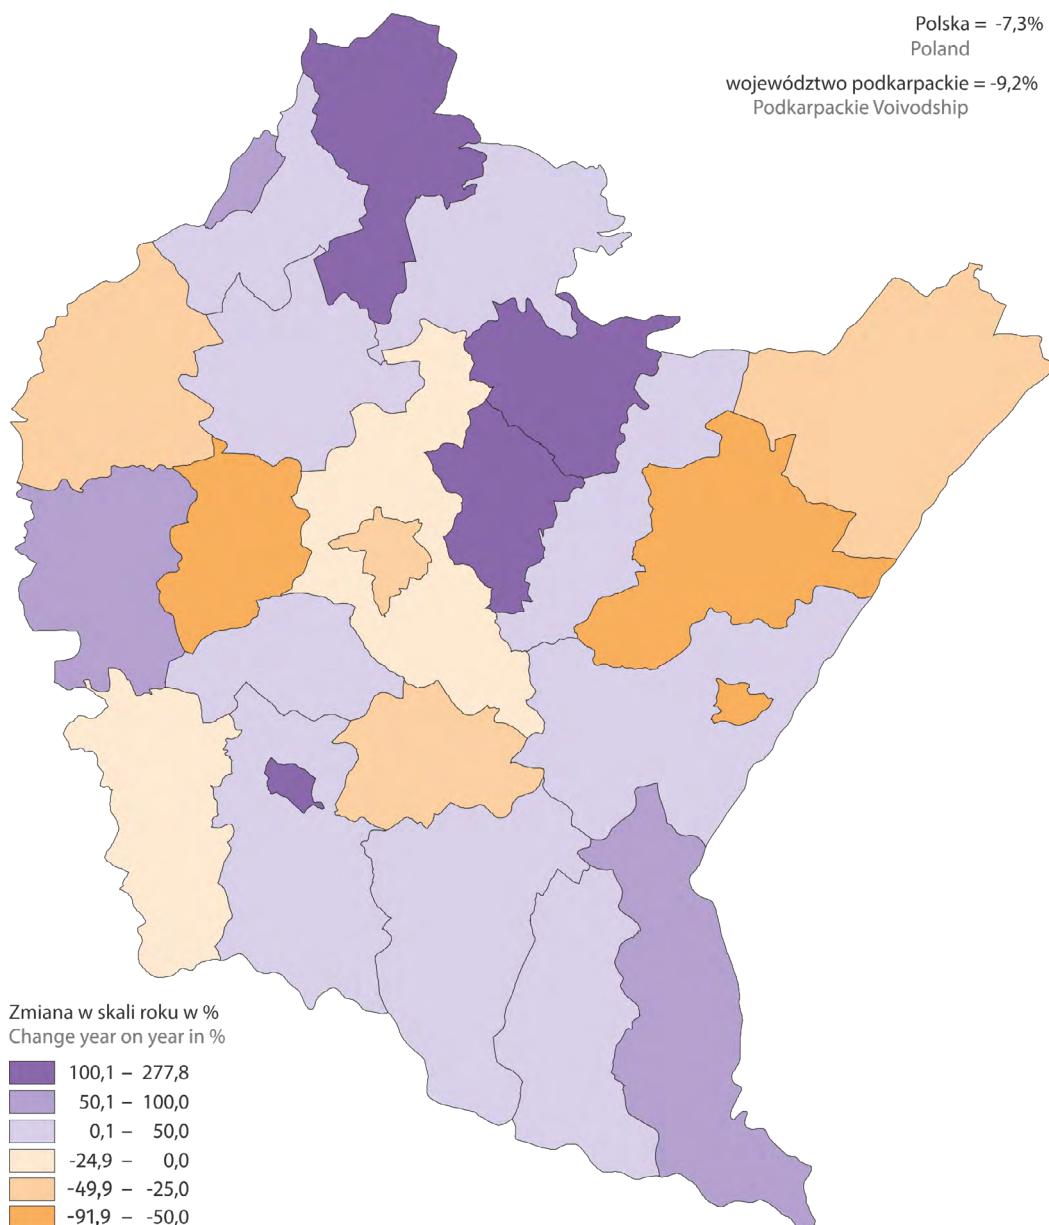 Polska = -7,3%
Poland
województwo podkarpackie = -9,2%
Podkarpackie Voivodship
Zmiana w skali roku w %
Change year on year in %
100,1 – 277,8
50,1 – 100,0
0,1 – 50,0
-24,9 – 0,0
-49,9 – -25,0
-91,9 – -50,0